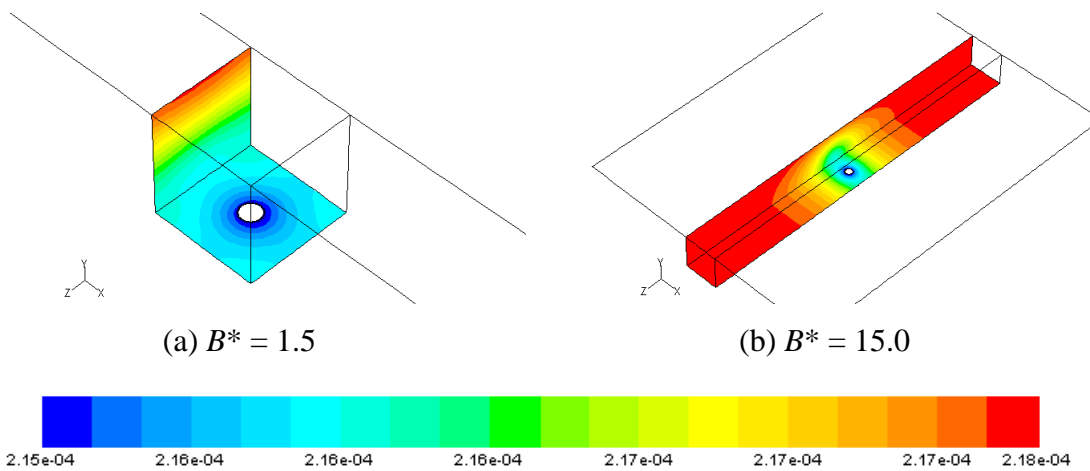 Y
Z X
Y
Z X
(a) B* = 1.5
(b) B* = 15.0
2.15e-04 2.16e-04 2.16e-04 2.16e-04 2.17e-04 2.17e-04 2.17e-04 2.18e-04